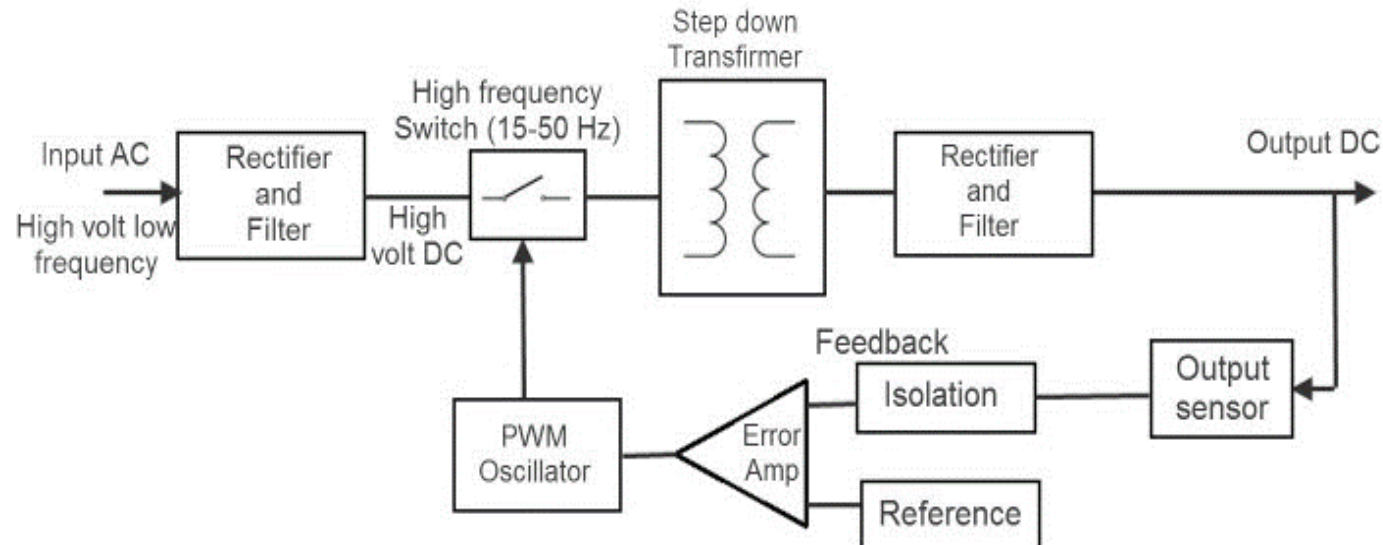 Step down
Transfirmer
High frequency
Switch (15-50 Hz)
Input AC
Rectifier
and
Filter
High volt low
frequency
High
volt DC
Rectifier
and
Filter
Output DC
Feedback
Isolation
Output
sensor
PWM
Oscillator
Error
Amp
Reference